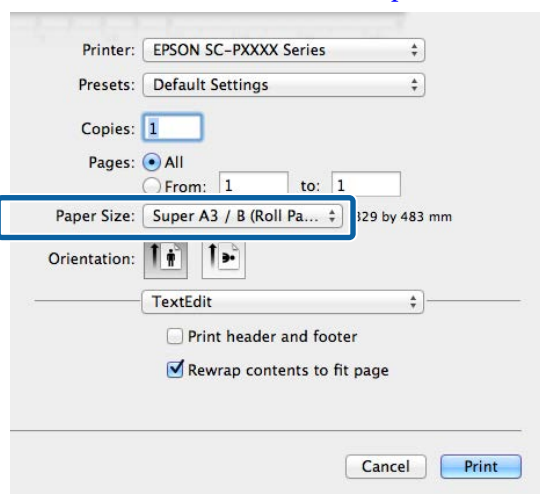 Printer: EPSON SC-PXXXX Series
Presets: Default Settings
Copies: 1
Pages: All
From: 1 to: 1
Paper Size: Super A3 / B (Roll Pa... 329 by 483 mm
Orientation:
TextEdit
Print header and footer
Rewrap contents to fit page
Cancel Print